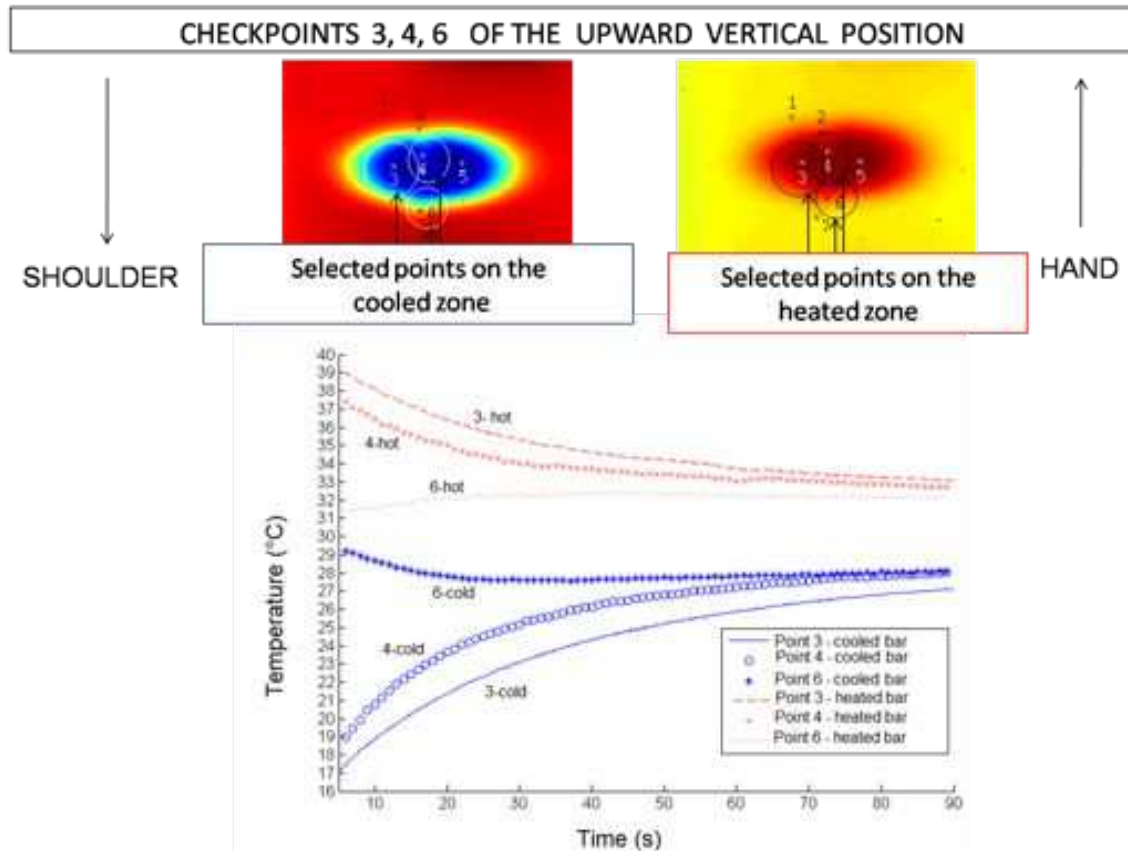 CHECKPOINTS 3, 4, 6 OF THE UPWARD VERTICAL POSITION
SHOULDER
HAND
1
2
3
4
5
6
3
5
Selected points on the
cooled zone
Selected points on the
heated zone
40
39
38
37
36
35
34
33
32
31
30
29
28
27
26
25
24
23
22
21
20
19
18
17
16
Temperature (°C)
3- hot
4-hot
6-hot
6-cold
4-cold
3-cold
Point 3 - cooled bar
Point 4 - cooled bar
Point 6 - cooled bar
Point 3 - heated bar
Point 4 - heated bar
Point 6 - heated bar
10 20 30 40 50 60 70 80 90
Time (s)